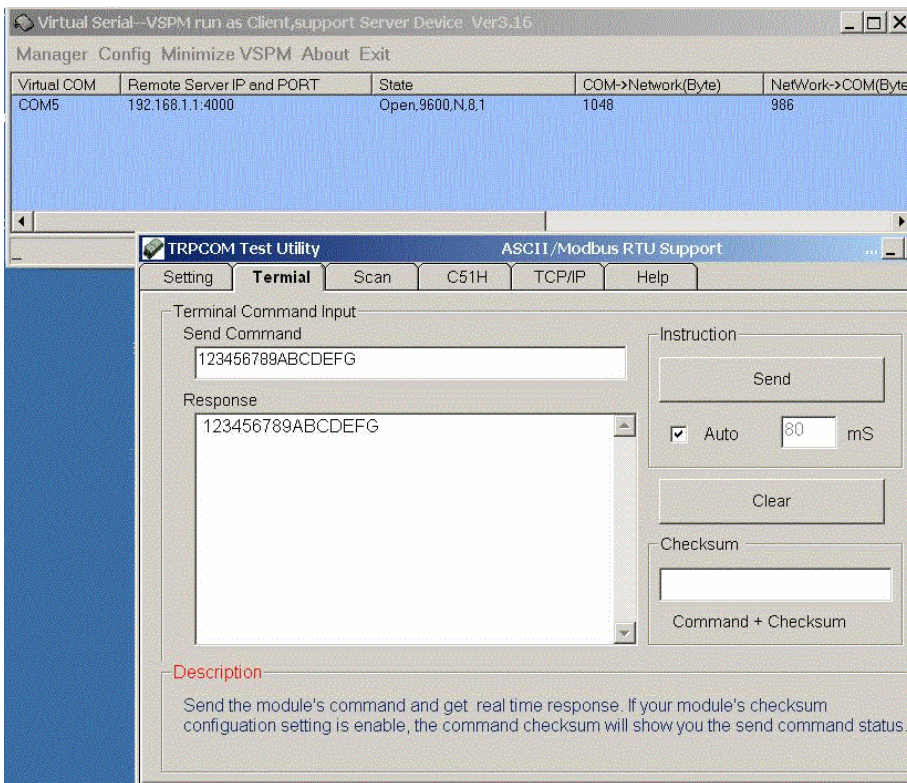 Virtual Serial--VSPM run as Client,support Server Device Ver3.16
Manager Config Minimize VSPM About Exit
Virtual COM Remote Server IP and PORT State COM->Network(Byte) NetWork->COM(Byte
COM5 192.168.1.1:4000 Open,9600,N,8,1 1048 986
TRPCOM Test Utility ASCII/Modbus RTU Support ...
Setting Termial Scan C51H TCP/IP Help
Terminal Command Input
Send Command
123456789ABCDEFG
Response
123456789ABCDEFG
Instruction
Send
Auto 80 mS
Clear
Checksum
Command + Checksum
Description
Send the module's command and get real time response. If your module's checksum
configuation setting is enable, the command checksum will show you the send command status.